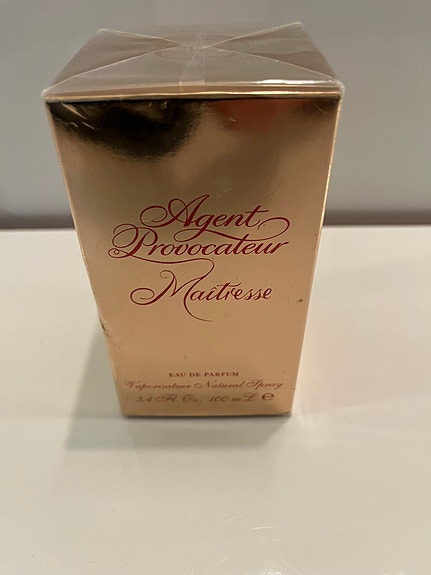 Agent
Provocateur
Maîtresse
EAU DE PARFUM
Vaporisateur Natural Spray
3.4 Fl. Oz. 100 mL ℮